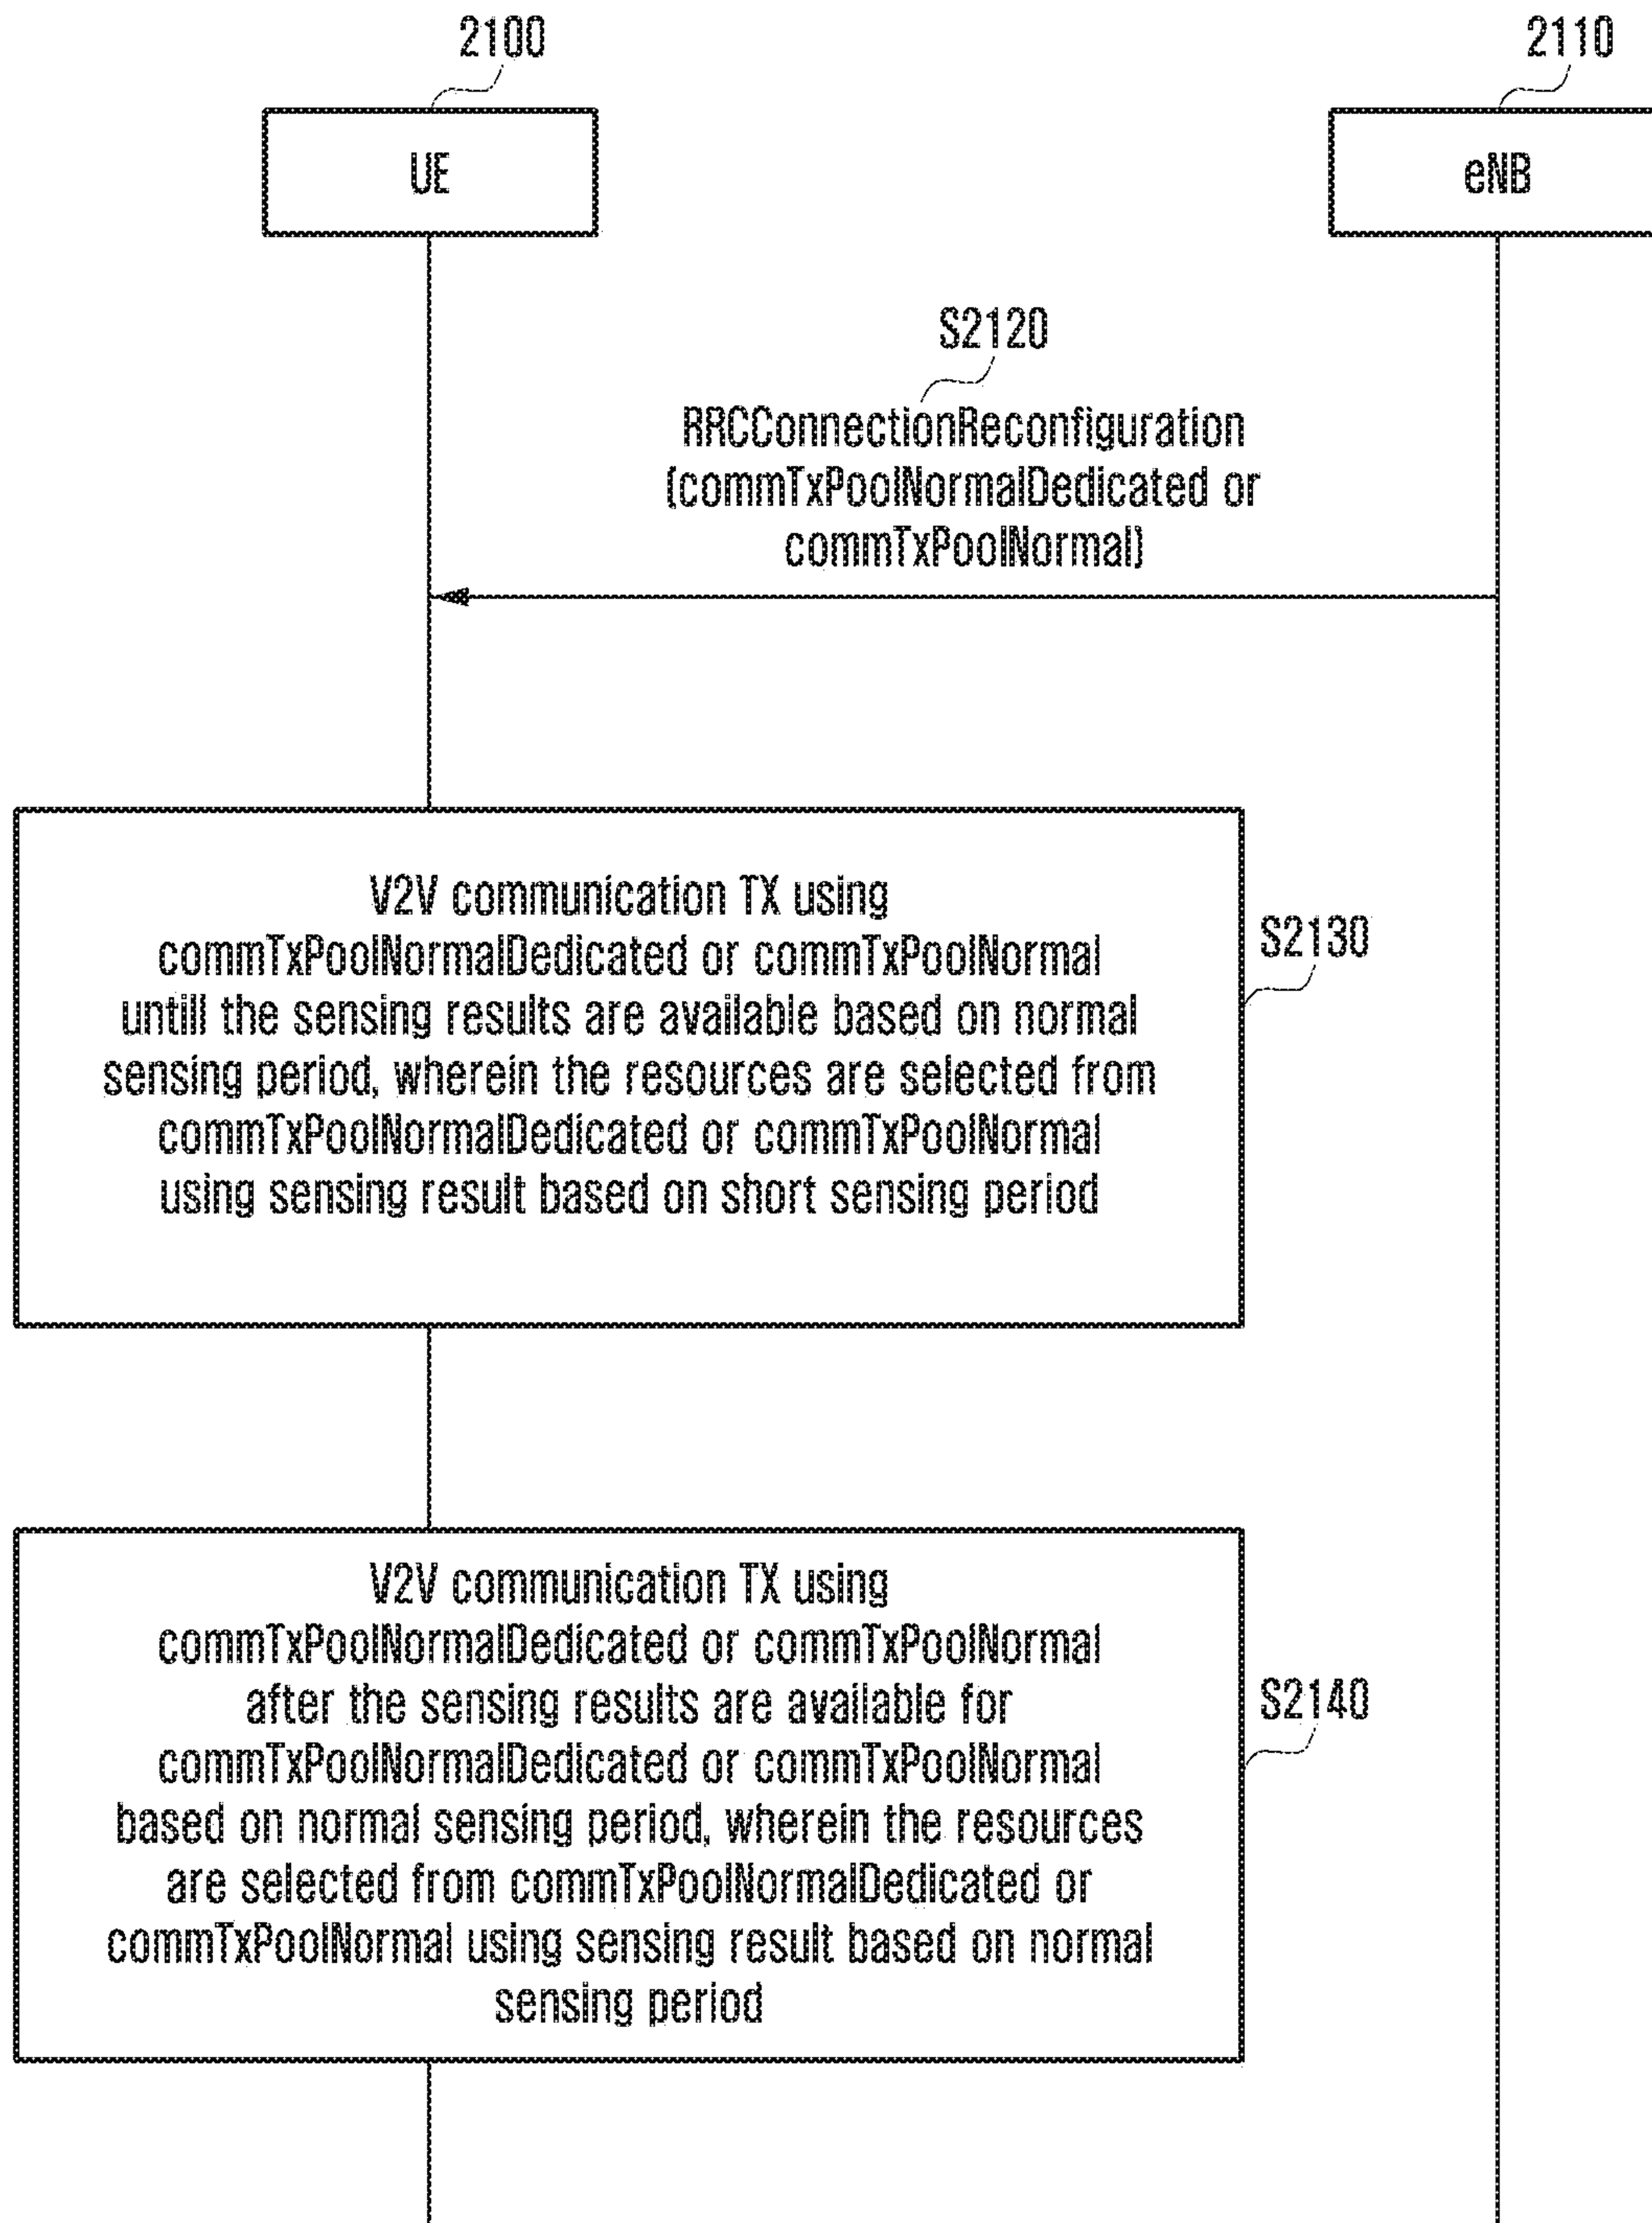 2100
2110
UE
eNB
S2120
RRCConnectionReconfiguration
(commTxPoolNormalDedicated or
commTxPoolNormal)
V2V communication TX using
commTxPoolNormalDedicated or commTxPoolNormal
untill the sensing results are available based on normal
sensing period, wherein the resources are selected from
commTxPoolNormalDedicated or commTxPoolNormal
using sensing result based on short sensing period
S2130
V2V communication TX using
commTxPoolNormalDedicated or commTxPoolNormal
after the sensing results are available for
commTxPoolNormalDedicated or commTxPoolNormal
based on normal sensing period, wherein the resources
are selected from commTxPoolNormalDedicated or
commTxPoolNormal using sensing result based on normal
sensing period
S2140